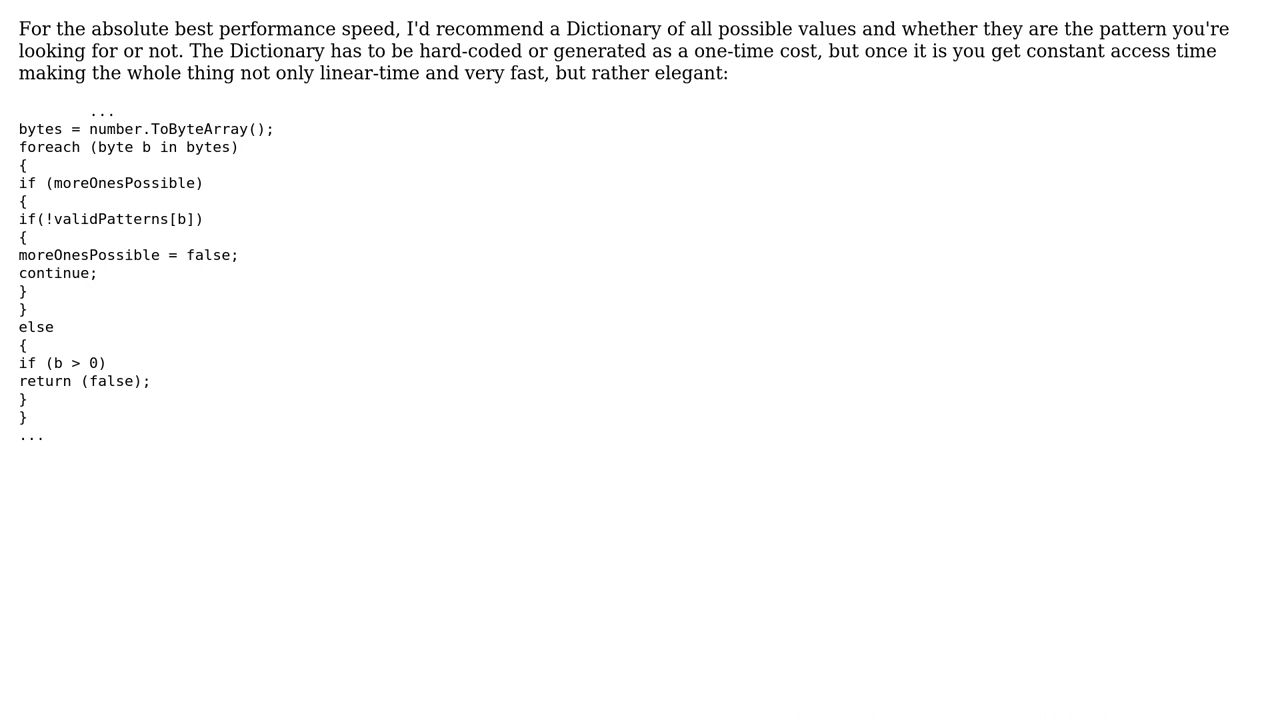 For the absolute best performance speed, I'd recommend a Dictionary of all possible values and whether they are the pattern you're
looking for or not. The Dictionary has to be hard-coded or generated as a one-time cost, but once it is you get constant access time
making the whole thing not only linear-time and very fast, but rather elegant:
...
bytes = number.ToByteArray();
foreach (byte b in bytes)
{
if (moreOnesPossible)
{
if(!validPatterns[b])
{
moreOnesPossible = false;
continue;
}
}
else
{
if (b > 0)
return (false);
}
}
...